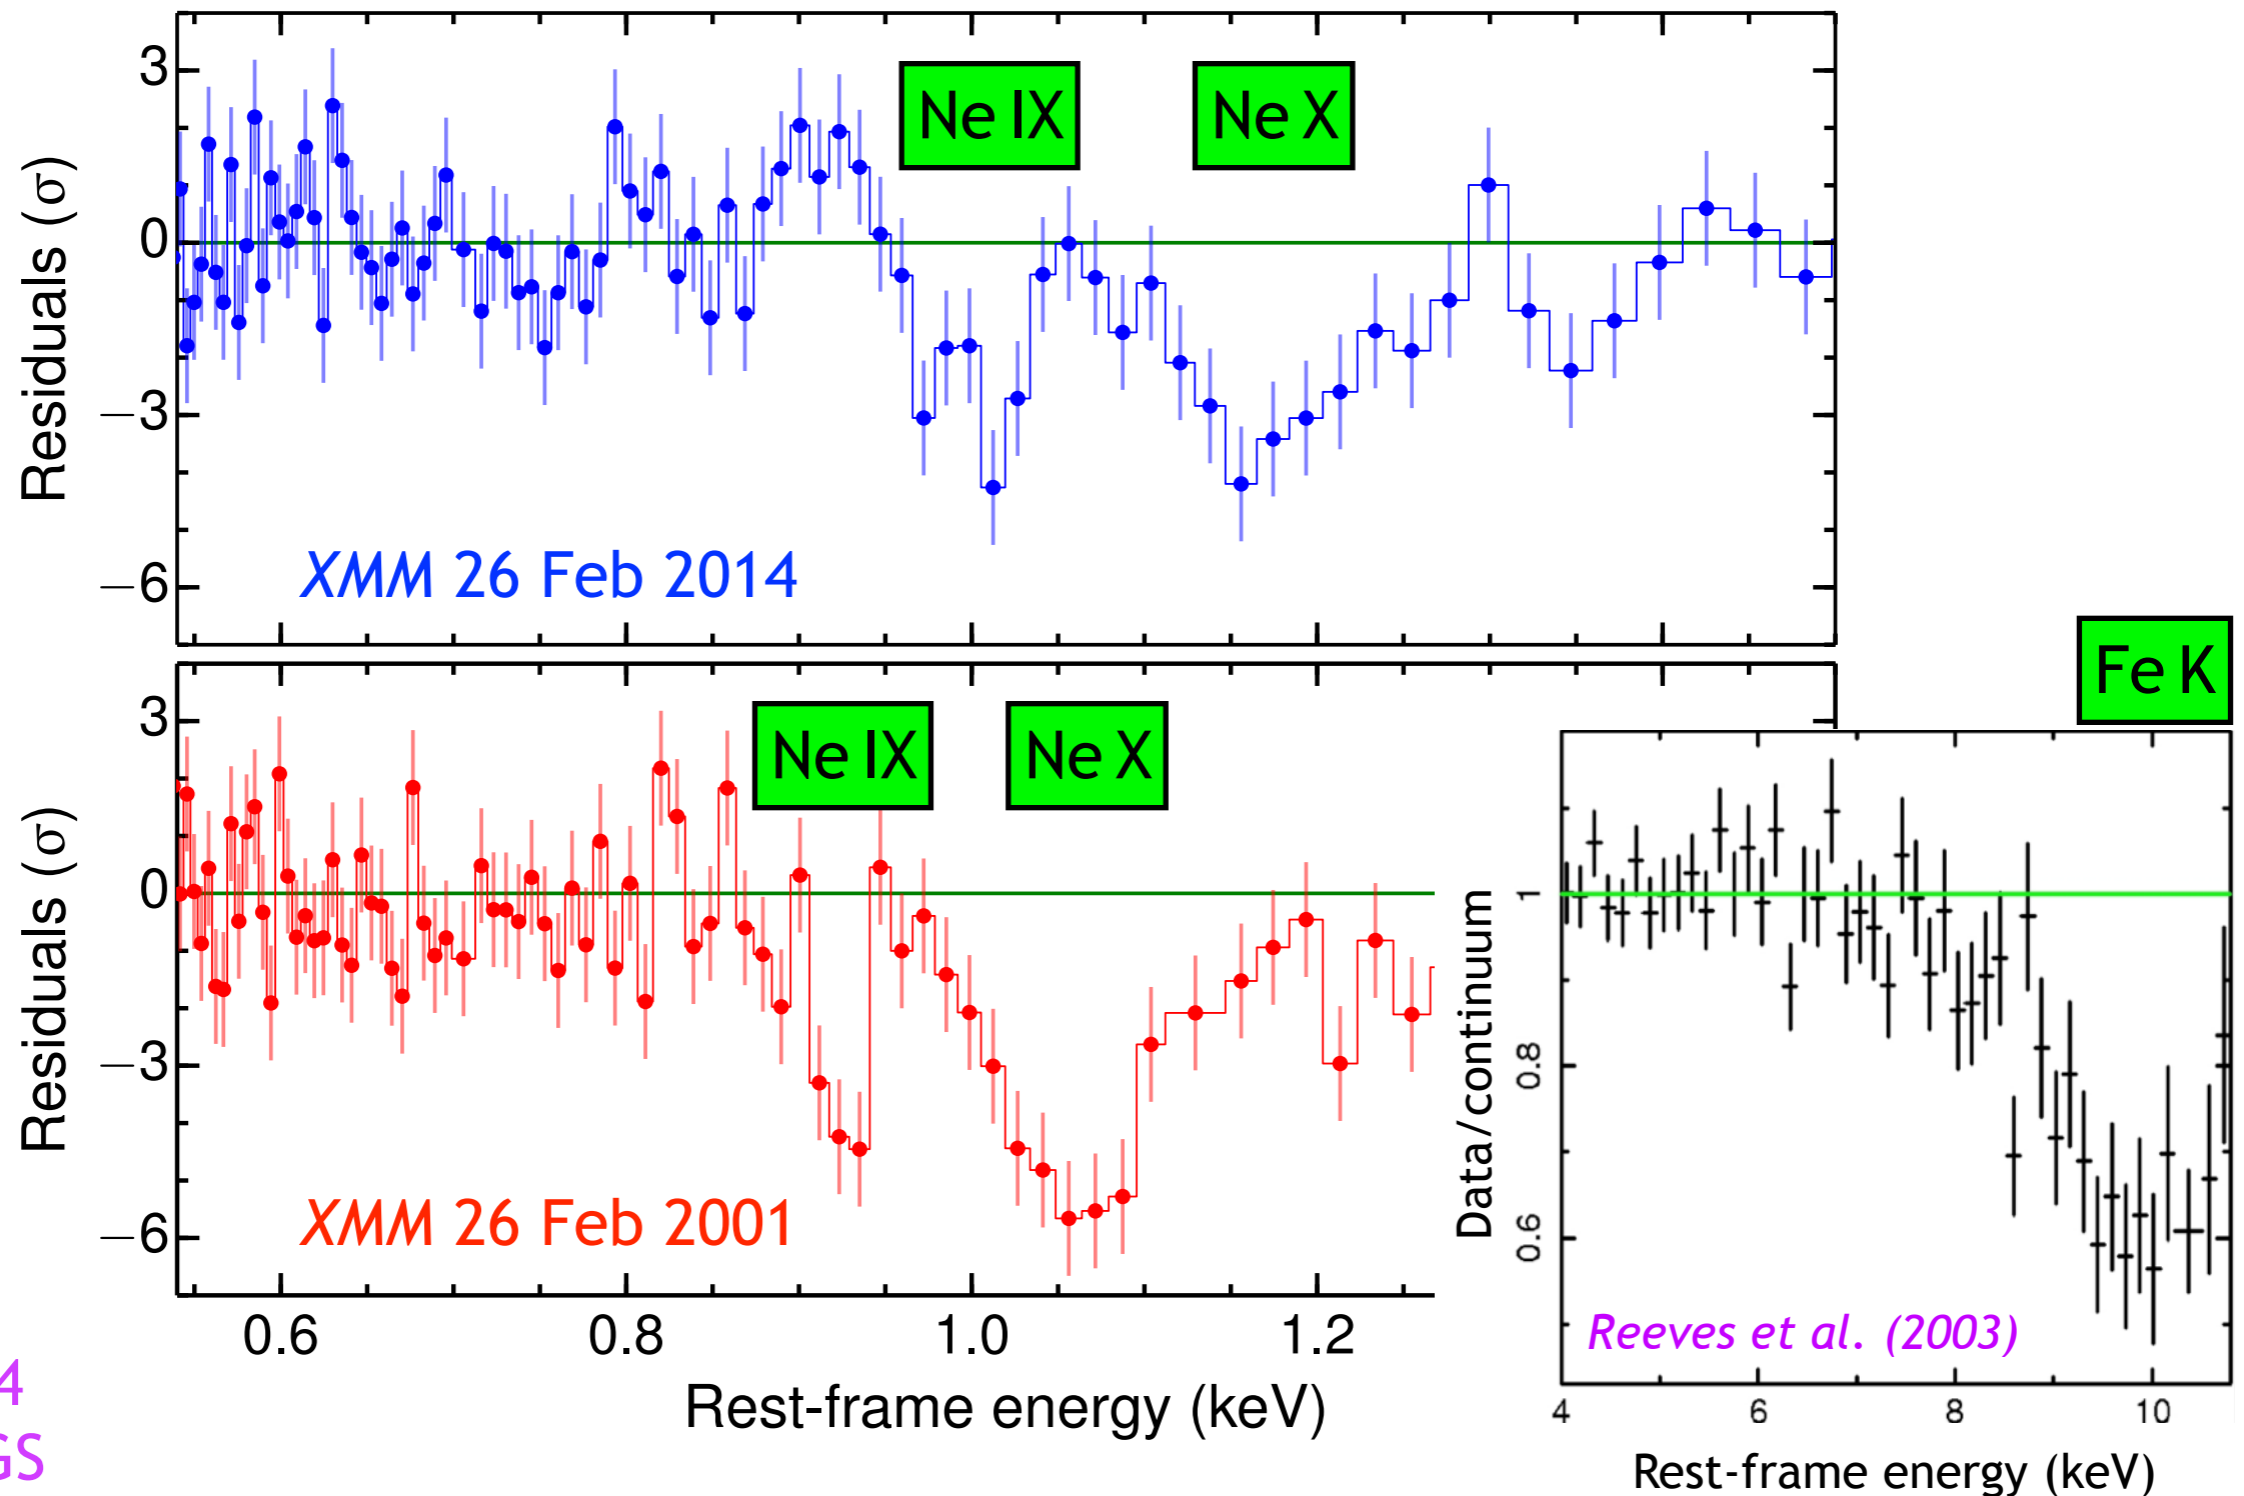 3
0
−3
−6
Residuals (σ)
Ne IX
Ne X
XMM 26 Feb 2014
3
0
−3
−6
Residuals (σ)
Ne IX
Ne X
XMM 26 Feb 2001
0.6 0.8 1.0 1.2
Rest-frame energy (keV)
Fe K
1
0.8
0.6
Data/continuum
Reeves et al. (2003)
4 6 8 10
Rest-frame energy (keV)
4
GS